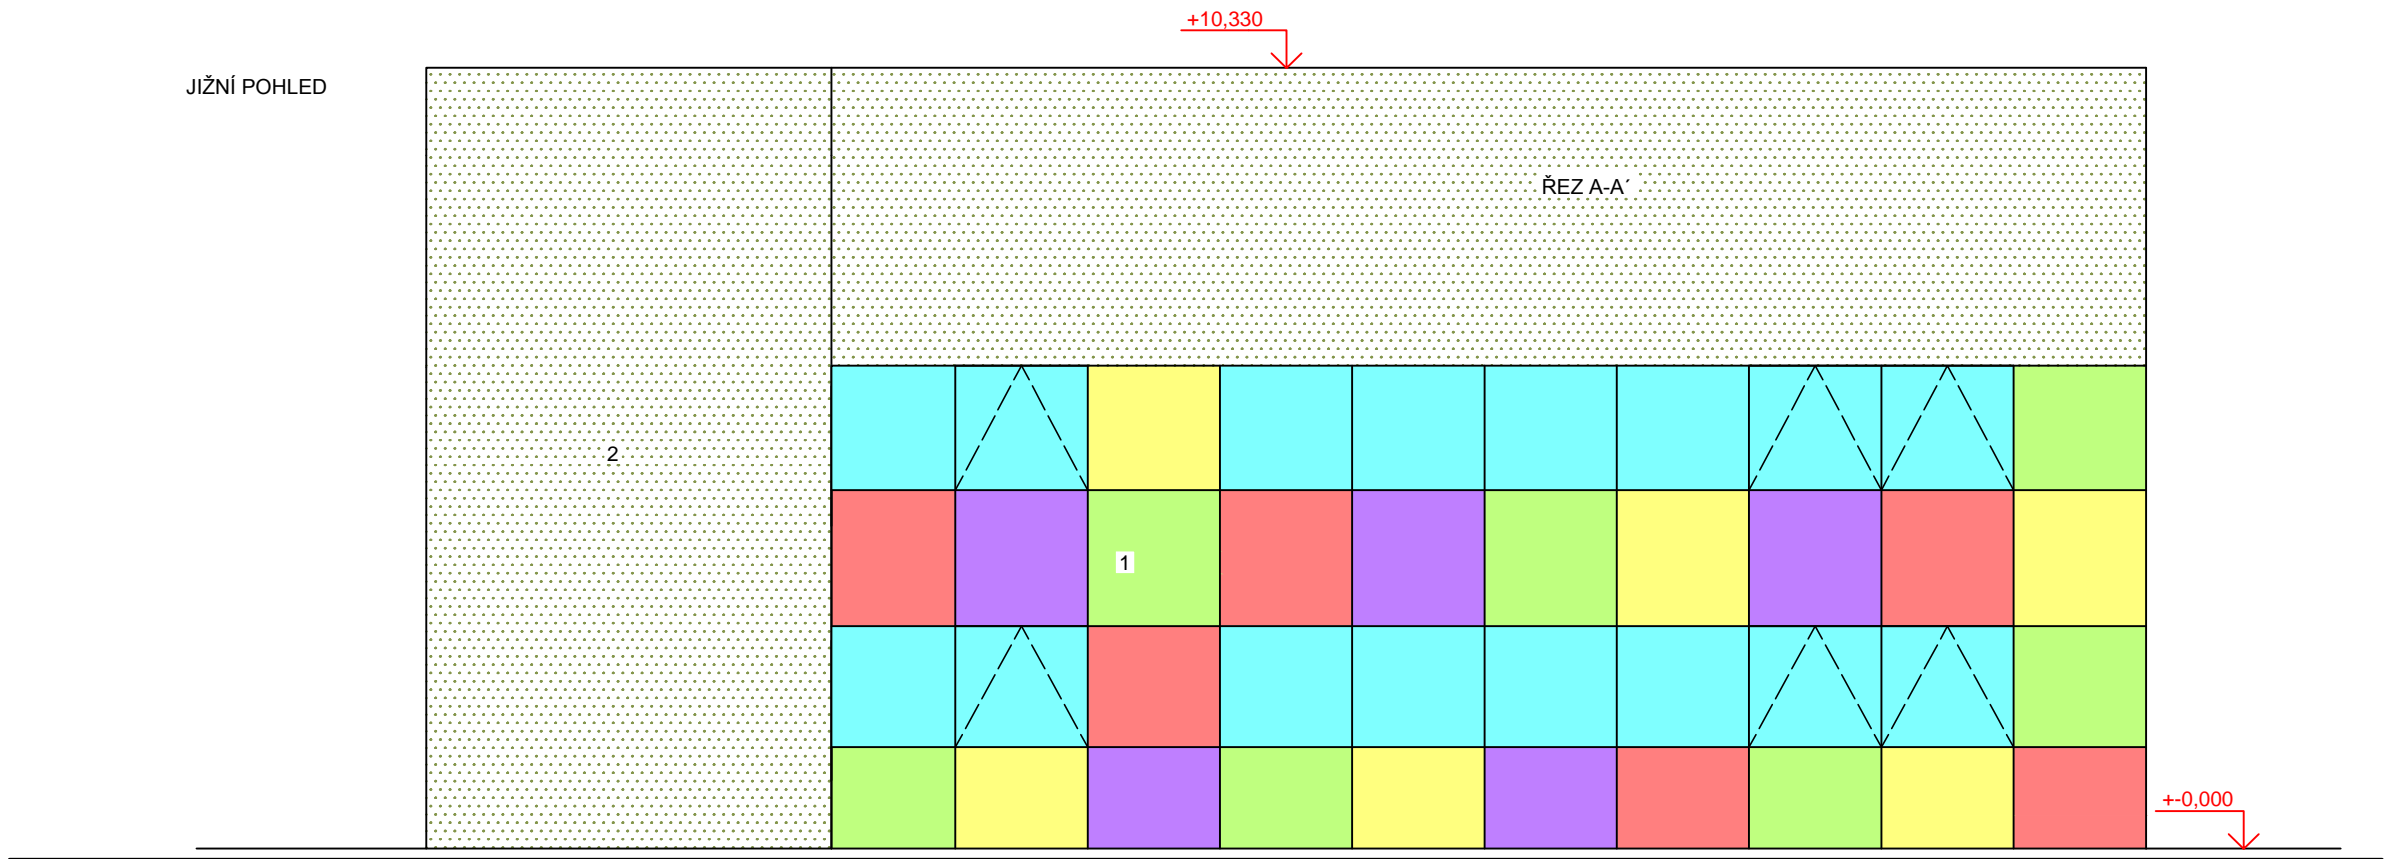 +10,330
JIŽNÍ POHLED
ŘEZ A-A´
2
1
+-0,000